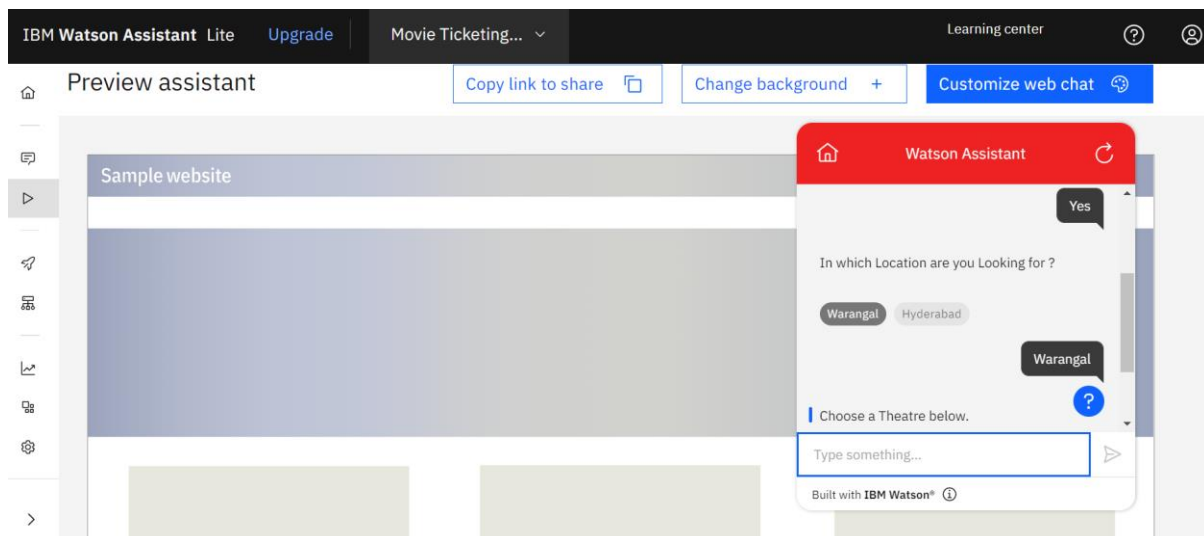 IBM Watson Assistant Lite Upgrade Movie Ticketing... Learning center
Preview assistant Copy link to share Change background + Customize web chat
Sample website
Watson Assistant
Yes
In which Location are you Looking for ?
Warangal Hyderabad
Warangal
?
Choose a Theatre below.
Type something...
Built with IBM Watson®